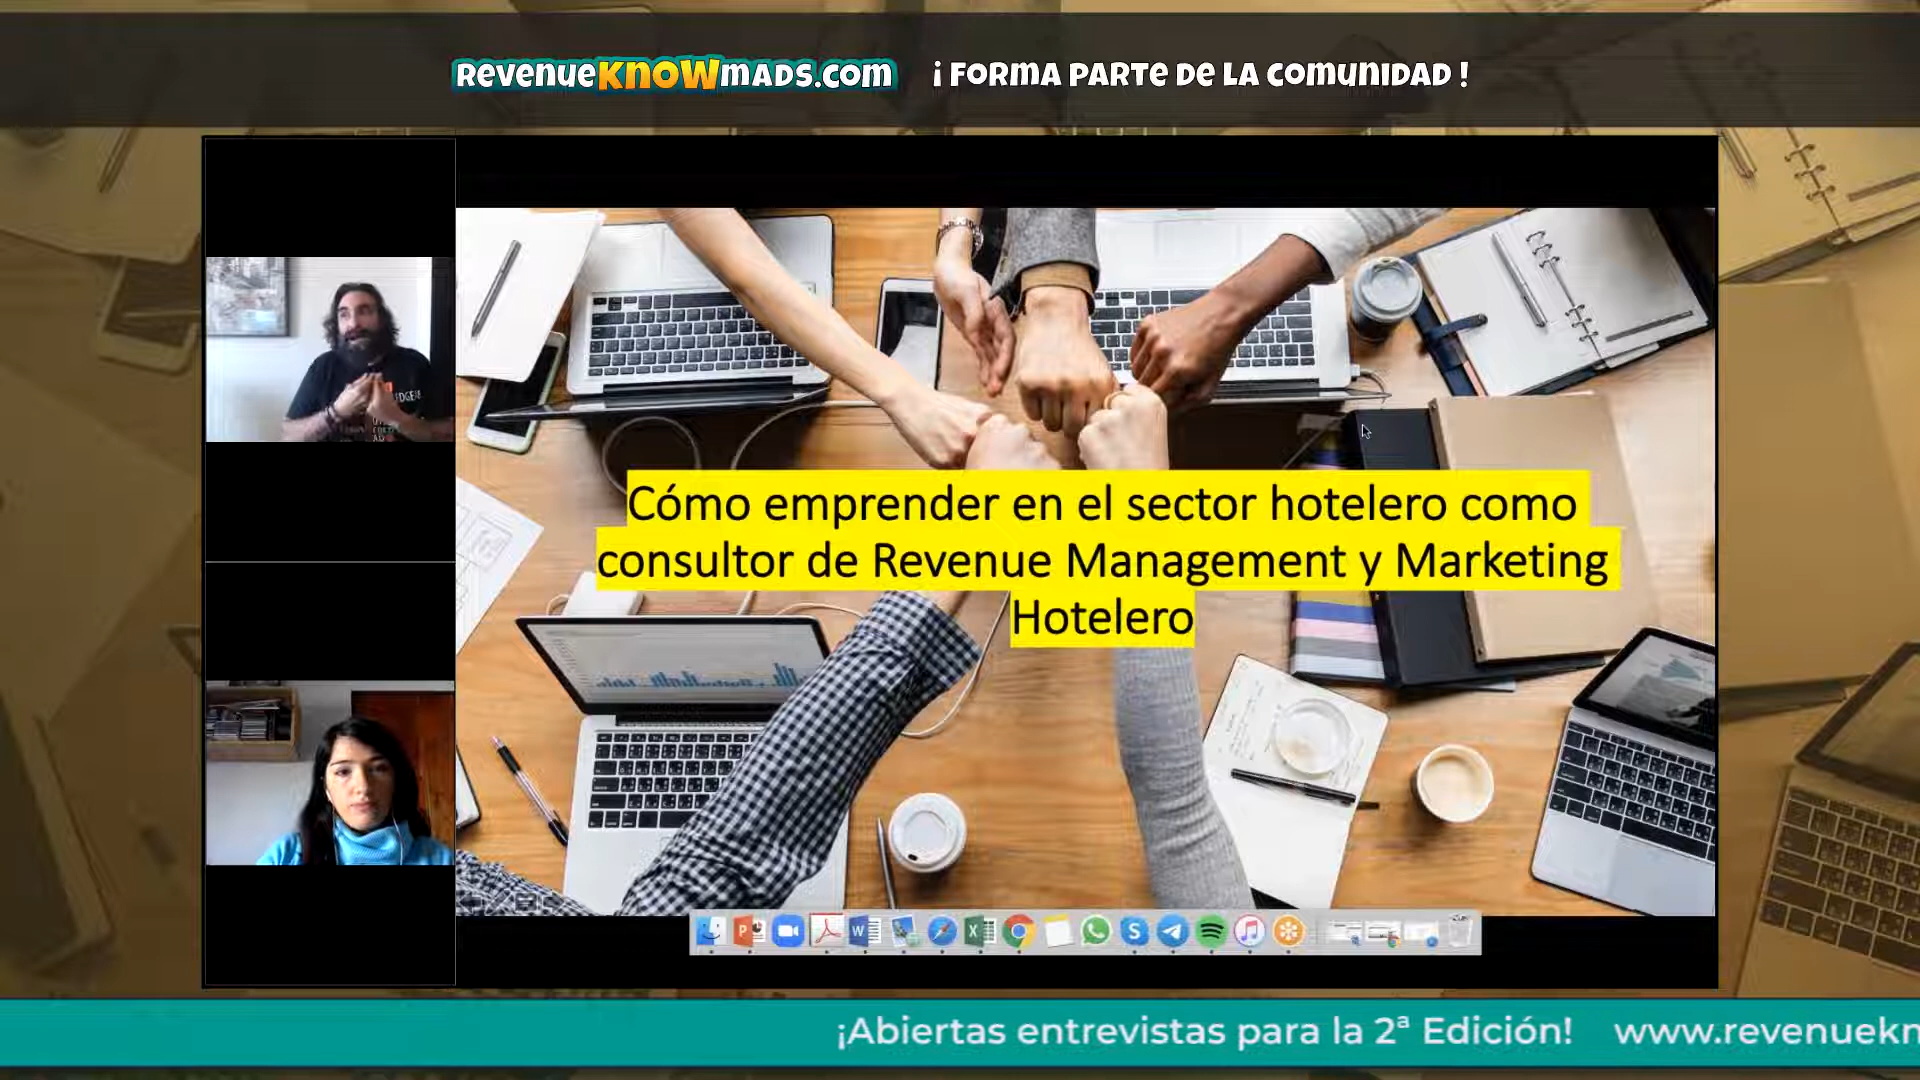 RevenueKNOWmads.com ¡ FORMA PARTE DE LA COMUNIDAD !
Cómo emprender en el sector hotelero como
consultor de Revenue Management y Marketing
Hotelero
¡Abiertas entrevistas para la 2ª Edición! www.revenuekn